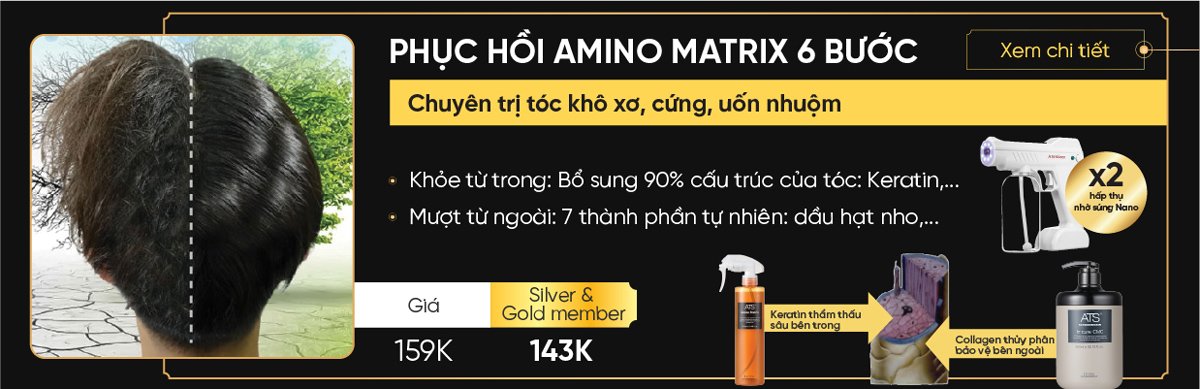 PHỤC HỒI AMINO MATRIX 6 BƯỚC
Xem chi tiết
Chuyên trị tóc khô xơ, cứng, uốn nhuộm
Khỏe từ trong: Bổ sung 90% cấu trúc của tóc: Keratin,...
Mượt từ ngoài: 7 thành phần tự nhiên: dầu hạt nho,...
x2
hấp thụ
nhờ súng Nano
Giá
Silver &
Gold member
159K
143K
ATS
Keratin thẩm thấu
sâu bên trong
Collagen thủy phân
bảo vệ bên ngoài
ATS